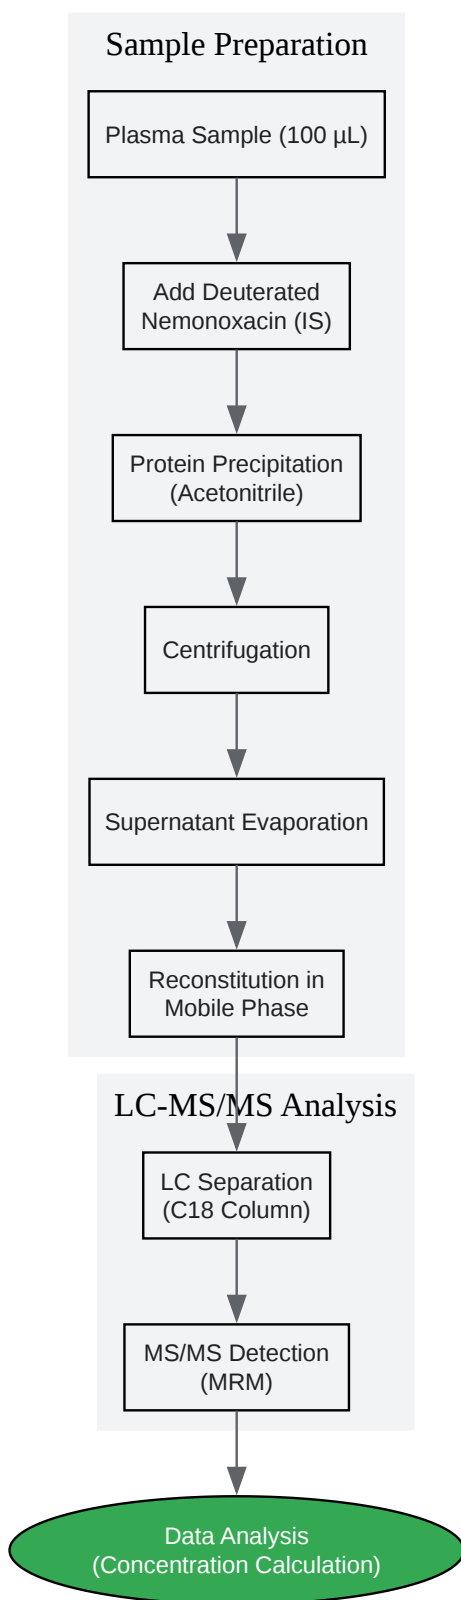 Sample Preparation
Plasma Sample (100 µL)
Add Deuterated
Nemonoxacin (IS)
Protein Precipitation
(Acetonitrile)
Centrifugation
Supernatant Evaporation
Reconstitution in
Mobile Phase
LC-MS/MS Analysis
LC Separation
(C18 Column)
MS/MS Detection
(MRM)
Data Analysis
(Concentration Calculation)